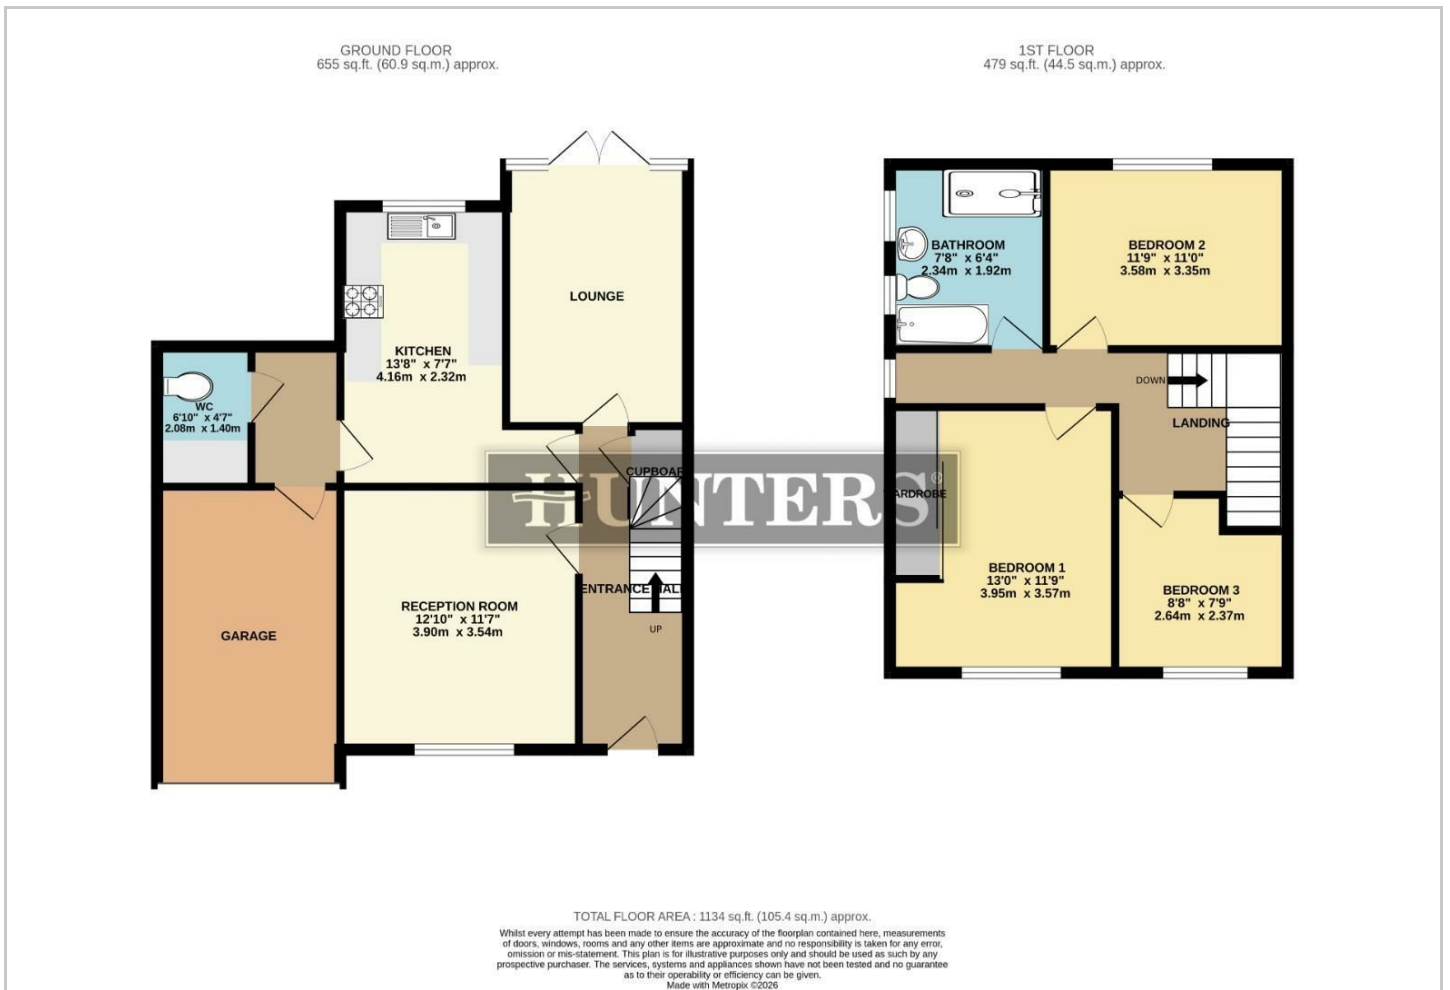 GROUND FLOOR
655 sq.ft. (60.9 sq.m.) approx.
1ST FLOOR
479 sq.ft. (44.5 sq.m.) approx.
LOUNGE
KITCHEN
13'8" x 7'7"
4.16m x 2.32m
WC
6'10" x 4'7"
2.08m x 1.40m
CUPBOAR
GARAGE
RECEPTION ROOM
12'10" x 11'7"
3.90m x 3.54m
ENTRANCE HALL
UP
BATHROOM
7'8" x 6'4"
2.34m x 1.92m
BEDROOM 2
11'9" x 11'0"
3.58m x 3.35m
DOWN
LANDING
ARDROBE
BEDROOM 1
13'0" x 11'9"
3.95m x 3.57m
BEDROOM 3
8'8" x 7'9"
2.64m x 2.37m
HUNTERS®
TOTAL FLOOR AREA : 1134 sq.ft. (105.4 sq.m.) approx.
Whilst every attempt has been made to ensure the accuracy of the floorplan contained here, measurements
of doors, windows, rooms and any other items are approximate and no responsibility is taken for any error,
omission or mis-statement. This plan is for illustrative purposes only and should be used as such by any
prospective purchaser. The services, systems and appliances shown have not been tested and no guarantee
as to their operability or efficiency can be given.
Made with Metropix ©2026